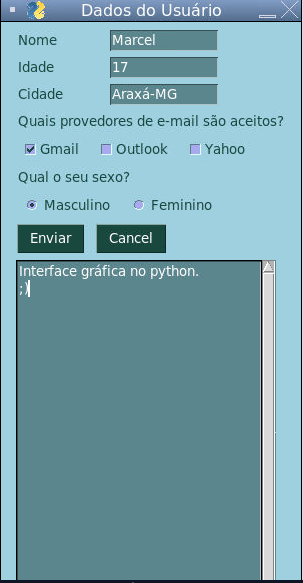 Dados do Usuário
Nome Marcel
Idade 17
Cidade Araxá-MG
Quais provedores de e-mail são aceitos?
Gmail Outlook Yahoo
Qual o seu sexo?
Masculino Feminino
Enviar Cancel
Interface gráfica no python.
;)